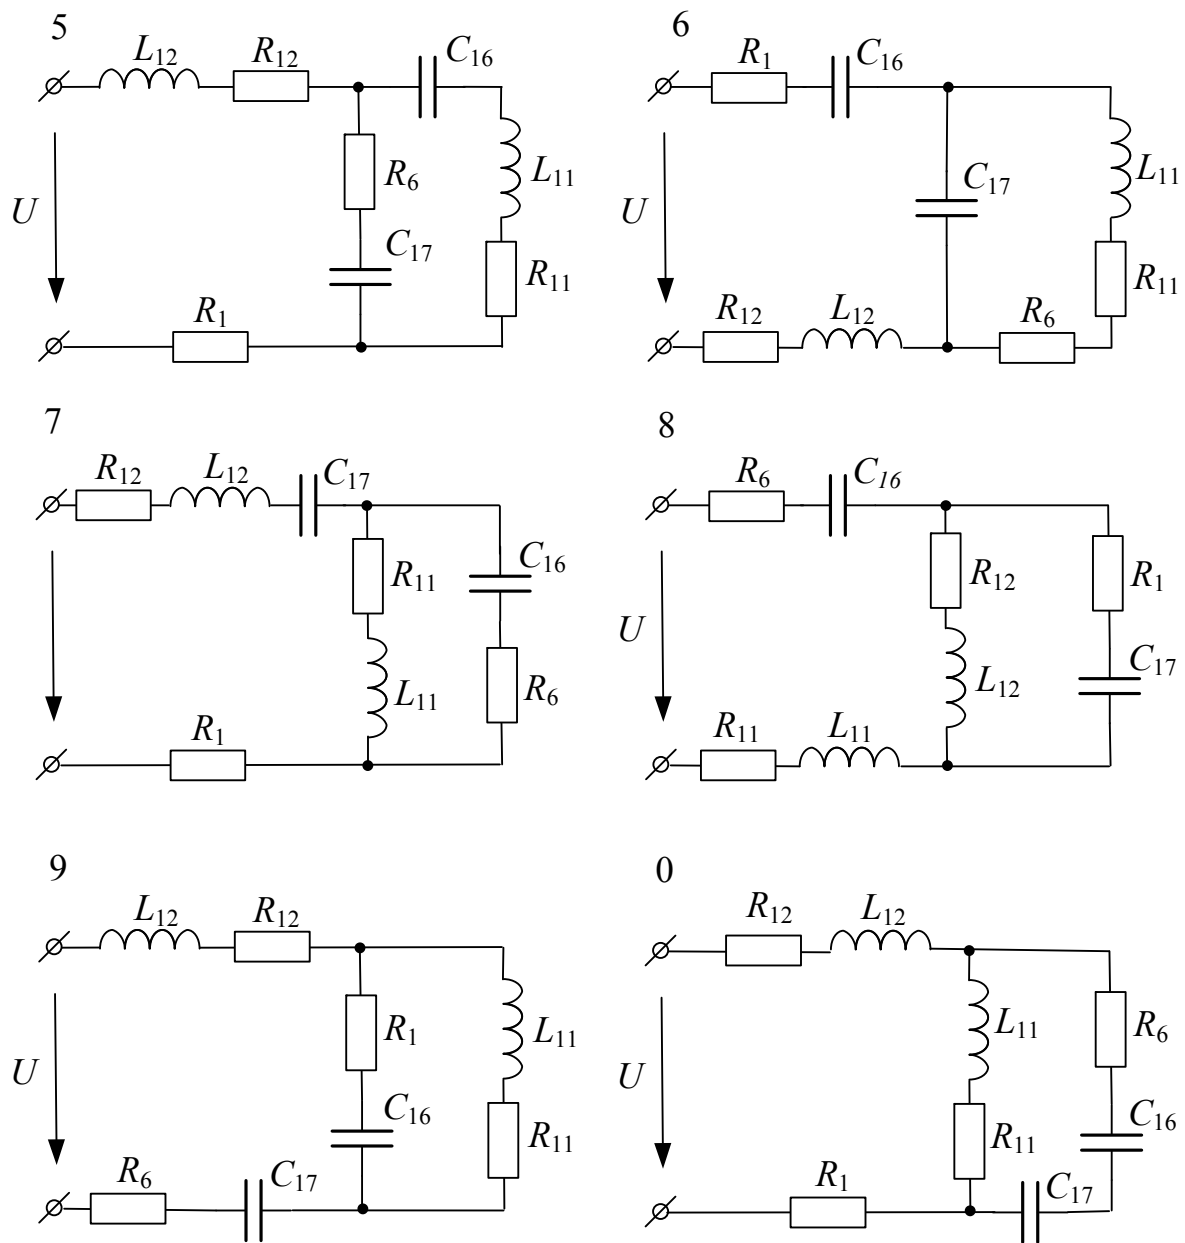 5 6
L12 R12 C16 R1 C16
R6 L11 C17 L11
U C17 R11 U R11
R1 R12 L12 R6
7 8
R12 L12 C17 R6 C16
R11 C16 R12 R1
U L11 R6 U L12 C17
R1 R11 L11
9 0
L12 R12 R12 L12
R1 L11 L11 R6
U C16 R11 U R11 C16
R6 C17 R1 C17